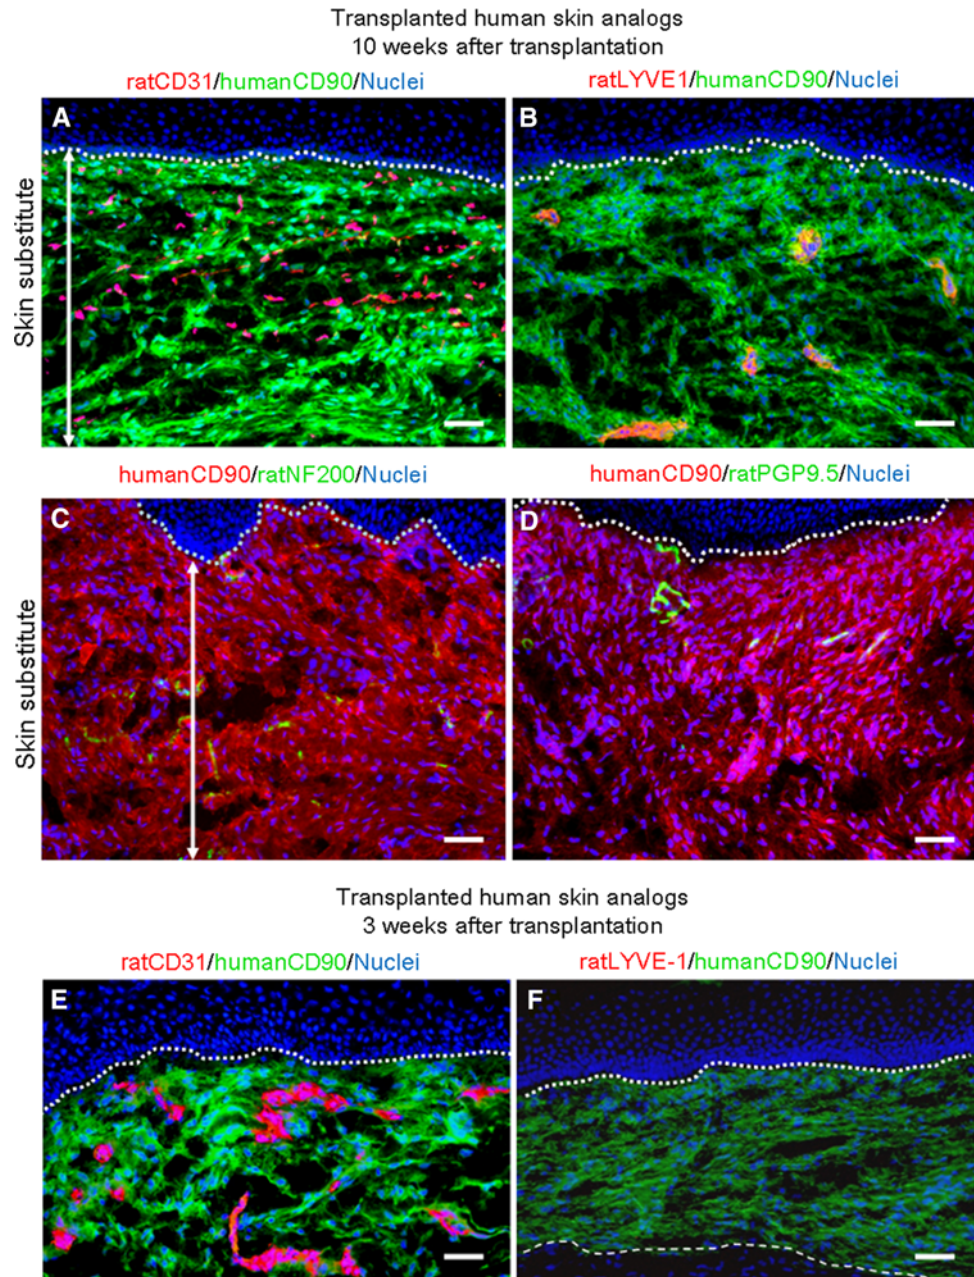 Transplanted human skin analogs
10 weeks after transplantation
ratCD31/humanCD90/Nuclei
ratLYVE1/humanCD90/Nuclei
A
B
Skin substitute
humanCD90/ratNF200/Nuclei
humanCD90/ratPGP9.5/Nuclei
C
D
Skin substitute
Transplanted human skin analogs
3 weeks after transplantation
ratCD31/humanCD90/Nuclei
ratLYVE-1/humanCD90/Nuclei
E
F